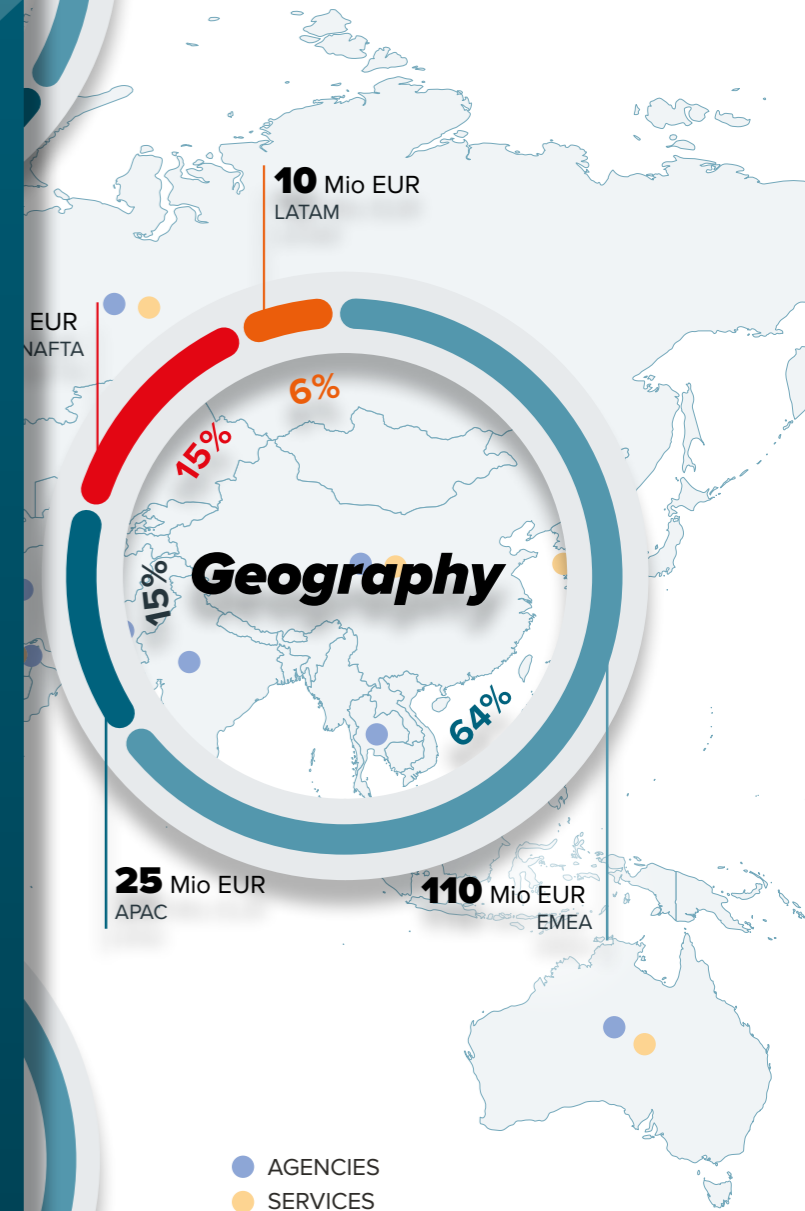 10 Mio EUR
LATAM
EUR
NAFTA
6%
15%
15%
Geography
64%
25 Mio EUR
APAC
110 Mio EUR
EMEA
AGENCIES
SERVICES